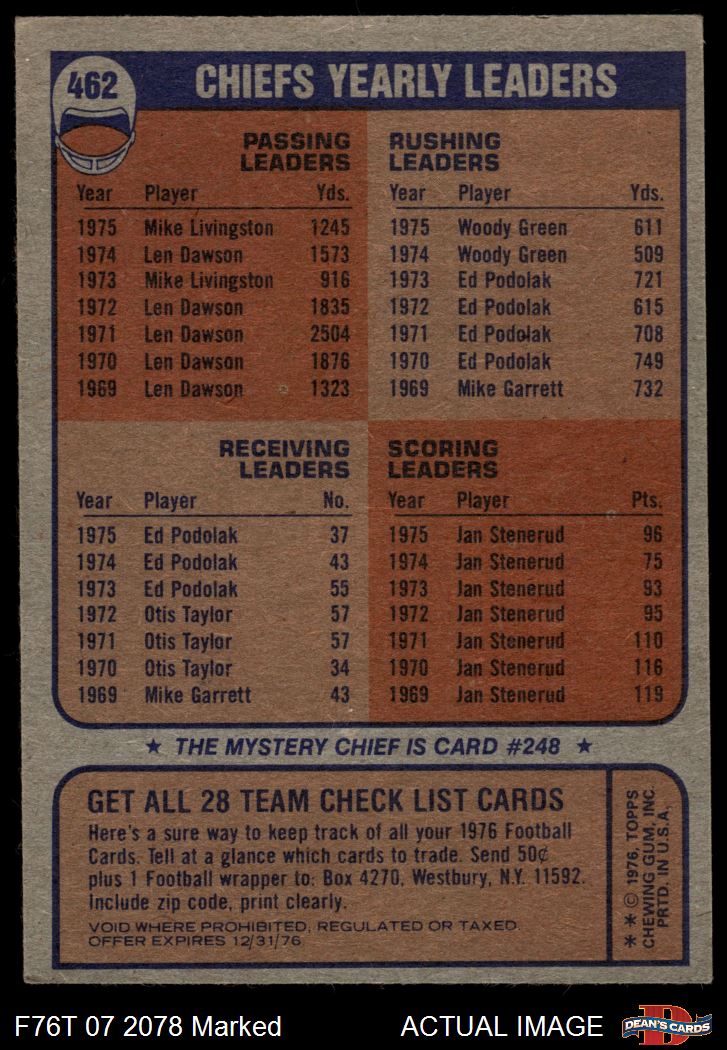 462
CHIEFS YEARLY LEADERS
PASSING
LEADERS
Year Player Yds.
1975 Mike Livingston 1245
1974 Len Dawson 1573
1973 Mike Livingston 916
1972 Len Dawson 1835
1971 Len Dawson 2504
1970 Len Dawson 1876
1969 Len Dawson 1323
RUSHING
LEADERS
Year Player Yds.
1975 Woody Green 611
1974 Woody Green 509
1973 Ed Podolak 721
1972 Ed Podolak 615
1971 Ed Podolak 708
1970 Ed Podolak 749
1969 Mike Garrett 732
RECEIVING
LEADERS
Year Player No.
1975 Ed Podolak 37
1974 Ed Podolak 43
1973 Ed Podolak 55
1972 Otis Taylor 57
1971 Otis Taylor 57
1970 Otis Taylor 34
1969 Mike Garrett 43
SCORING
LEADERS
Year Player Pts.
1975 Jan Stenerud 96
1974 Jan Stenerud 75
1973 Jan Stenerud 93
1972 Jan Stenerud 95
1971 Jan Stenerud 110
1970 Jan Stenerud 116
1969 Jan Stenerud 119
★ THE MYSTERY CHIEF IS CARD #248 ★
GET ALL 28 TEAM CHECK LIST CARDS
Here's a sure way to keep track of all your 1976 Football
Cards. Tell at a glance which cards to trade. Send 50¢
plus 1 Football wrapper to: Box 4270, Westbury, N.Y. 11592.
Include zip code, print clearly.
VOID WHERE PROHIBITED, REGULATED OR TAXED.
OFFER EXPIRES 12/31/76
* * © 1976, TOPPS
CHEWING GUM, INC.
PRTD. IN U.S.A.
F76T 07 2078 Marked
ACTUAL IMAGE
D
DEAN'S CARDS